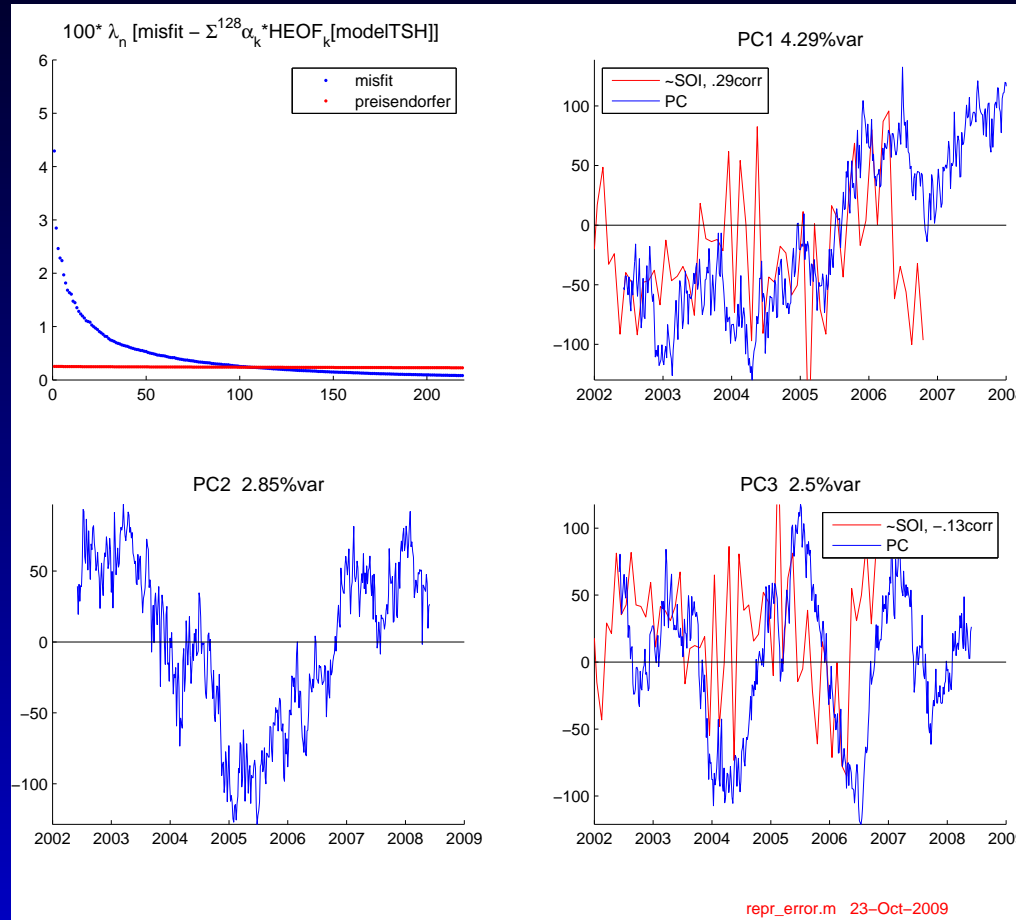 100* λn [misfit − Σ128αk*HEOFk[modelTSH]]
6
5
4
3
2
1
0
0 50 100 150 200
misfit
preisendorfer
PC1 4.29%var
~SOI, .29corr
PC
100
50
0
−50
−100
2002 2003 2004 2005 2006 2007 2008
PC2 2.85%var
50
0
−50
−100
2002 2003 2004 2005 2006 2007 2008 2009
PC3 2.5%var
~SOI, −.13corr
PC
100
50
0
−50
−100
2002 2003 2004 2005 2006 2007 2008 2009
repr_error.m 23−Oct−2009